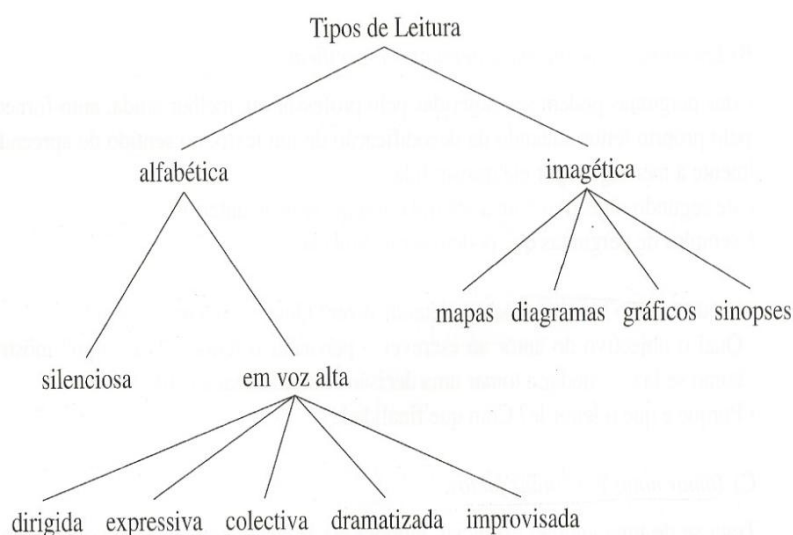 Tipos de Leitura
alfabética
imagética
mapas diagramas gráficos sinopses
silenciosa
em voz alta
dirigida expressiva colectiva dramatizada improvisada